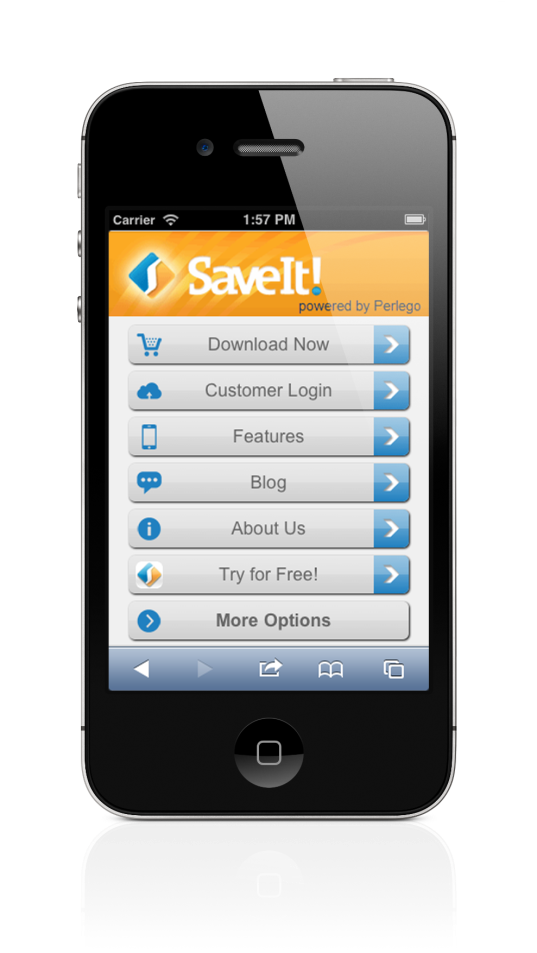 Carrier 1:57 PM
SaveIt!
powered by Perlego
Download Now
Customer Login
Features
Blog
About Us
Try for Free!
More Options